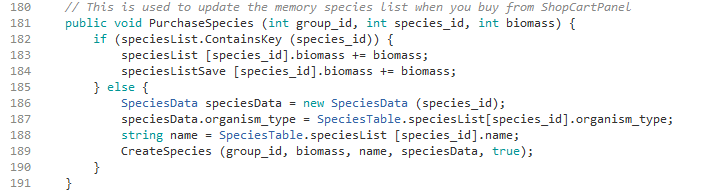 180 // This is used to update the memory species list when you buy from ShopCartPanel
181 public void PurchaseSpecies (int group_id, int species_id, int biomass) {
182 if (speciesList.ContainsKey (species_id)) {
183 speciesList [species_id].biomass += biomass;
184 speciesListSave [species_id].biomass += biomass;
185 } else {
186 SpeciesData speciesData = new SpeciesData (species_id);
187 speciesData.organism_type = SpeciesTable.speciesList[species_id].organism_type;
188 string name = SpeciesTable.speciesList [species_id].name;
189 CreateSpecies (group_id, biomass, name, speciesData, true);
190 }
191 }